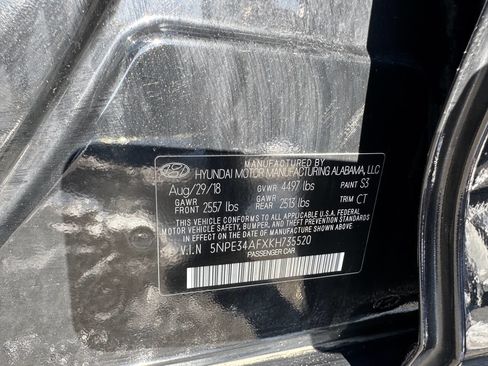 MANUFACTURED BY
HYUNDAI MOTOR MANUFACTURING ALABAMA, LLC
Aug/29/18 GVWR 4497 lbs PAINT S3
GAWR FRONT 2557 lbs GAWR REAR 2513 lbs TRIM CT
THIS VEHICLE CONFORMS TO ALL APPLICABLE U.S.A. FEDERAL
MOTOR VEHICLE SAFETY, BUMPER, AND THEFT PREVENTION STANDARDS
IN EFFECT ON THE DATE OF MANUFACTURE SHOWN ABOVE.
V.I.N 5NPE34AFXKH735520
PASSENGER CAR